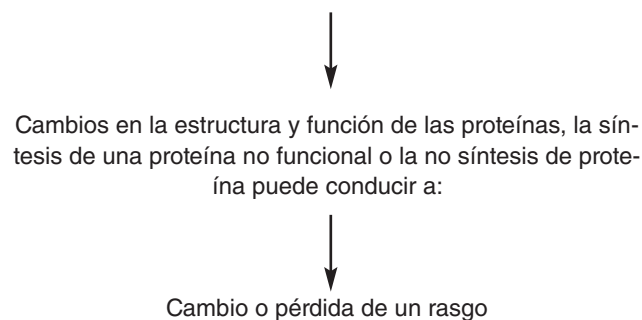 Cambios en la estructura y función de las proteínas, la sín-
tesis de una proteína no funcional o la no síntesis de prote-
ína puede conducir a:
Cambio o pérdida de un rasgo